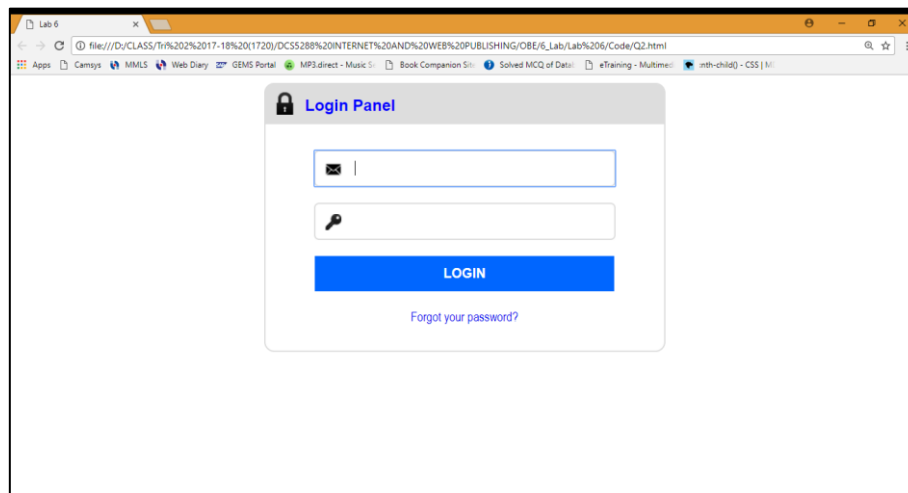 Lab 6
file:///D:/CLASS/Tri%202%2017-18%20(1720)/DCS5288%20INTERNET%20AND%20WEB%20PUBLISHING/OBE/6_Lab/Lab%206/Code/Q2.html
Apps Camsys MMLS Web Diary GEMS Portal MP3.direct - Music Book Companion Site Solved MCQ of Datab eTraining - Multimed :nth-child() - CSS |
Login Panel
LOGIN
Forgot your password?